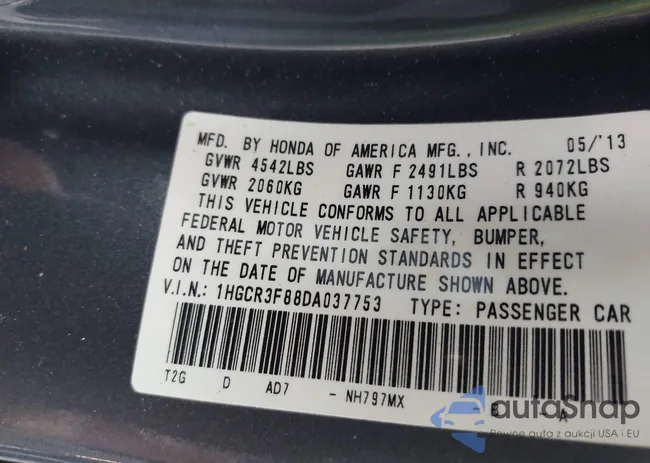 MFD. BY HONDA OF AMERICA MFG., INC. 05/'13
GVWR 4542LBS GAWR F 2491LBS R 2072LBS
GVWR 2060KG GAWR F 1130KG R 940KG
THIS VEHICLE CONFORMS TO ALL APPLICABLE
FEDERAL MOTOR VEHICLE SAFETY, BUMPER,
AND THEFT PREVENTION STANDARDS IN EFFECT
ON THE DATE OF MANUFACTURE SHOWN ABOVE.
V.I.N.: 1HGCR3F88DA037753 TYPE: PASSENGER CAR
T2G D AD7 - NH797MX E A
autoSnap
Pewne auta z aukcji USA i EU